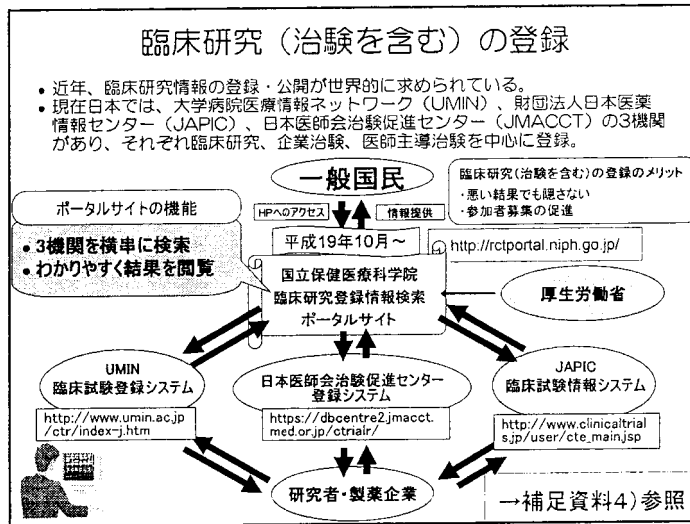 臨床研究(治験を含む)の登録
• 近年、臨床研究情報の登録・公開が世界的に求められている。
• 現在日本では、大学病院医療情報ネットワーク(UMIN)、財団法人日本医薬
情報センター(JAPIC)、日本医師会治験促進センター(JMACCT)の3機関
があり、それぞれ臨床研究、企業治験、医師主導治験を中心に登録。
一般国民
臨床研究(治験を含む)の登録のメリット
・悪い結果でも隠さない
・参加者募集の促進
ポータルサイトの機能
• 3機関を横串に検索
• わかりやすく結果を閲覧
HPへのアクセス
情報提供
平成19年10月~
http://rctportal.niph.go.jp/
国立保健医療科学院
臨床研究登録情報検索
ポータルサイト
厚生労働省
UMIN
臨床試験登録システム
http://www.umin.ac.jp
/ctr/index-j.htm
日本医師会治験促進センター
登録システム
https://dbcentre2.jmacct.
med.or.jp/ctrialr/
JAPIC
臨床試験情報システム
http://www.clinicaltrial
s.jp/user/cte_main.jsp
研究者・製薬企業
→補足資料4)参照